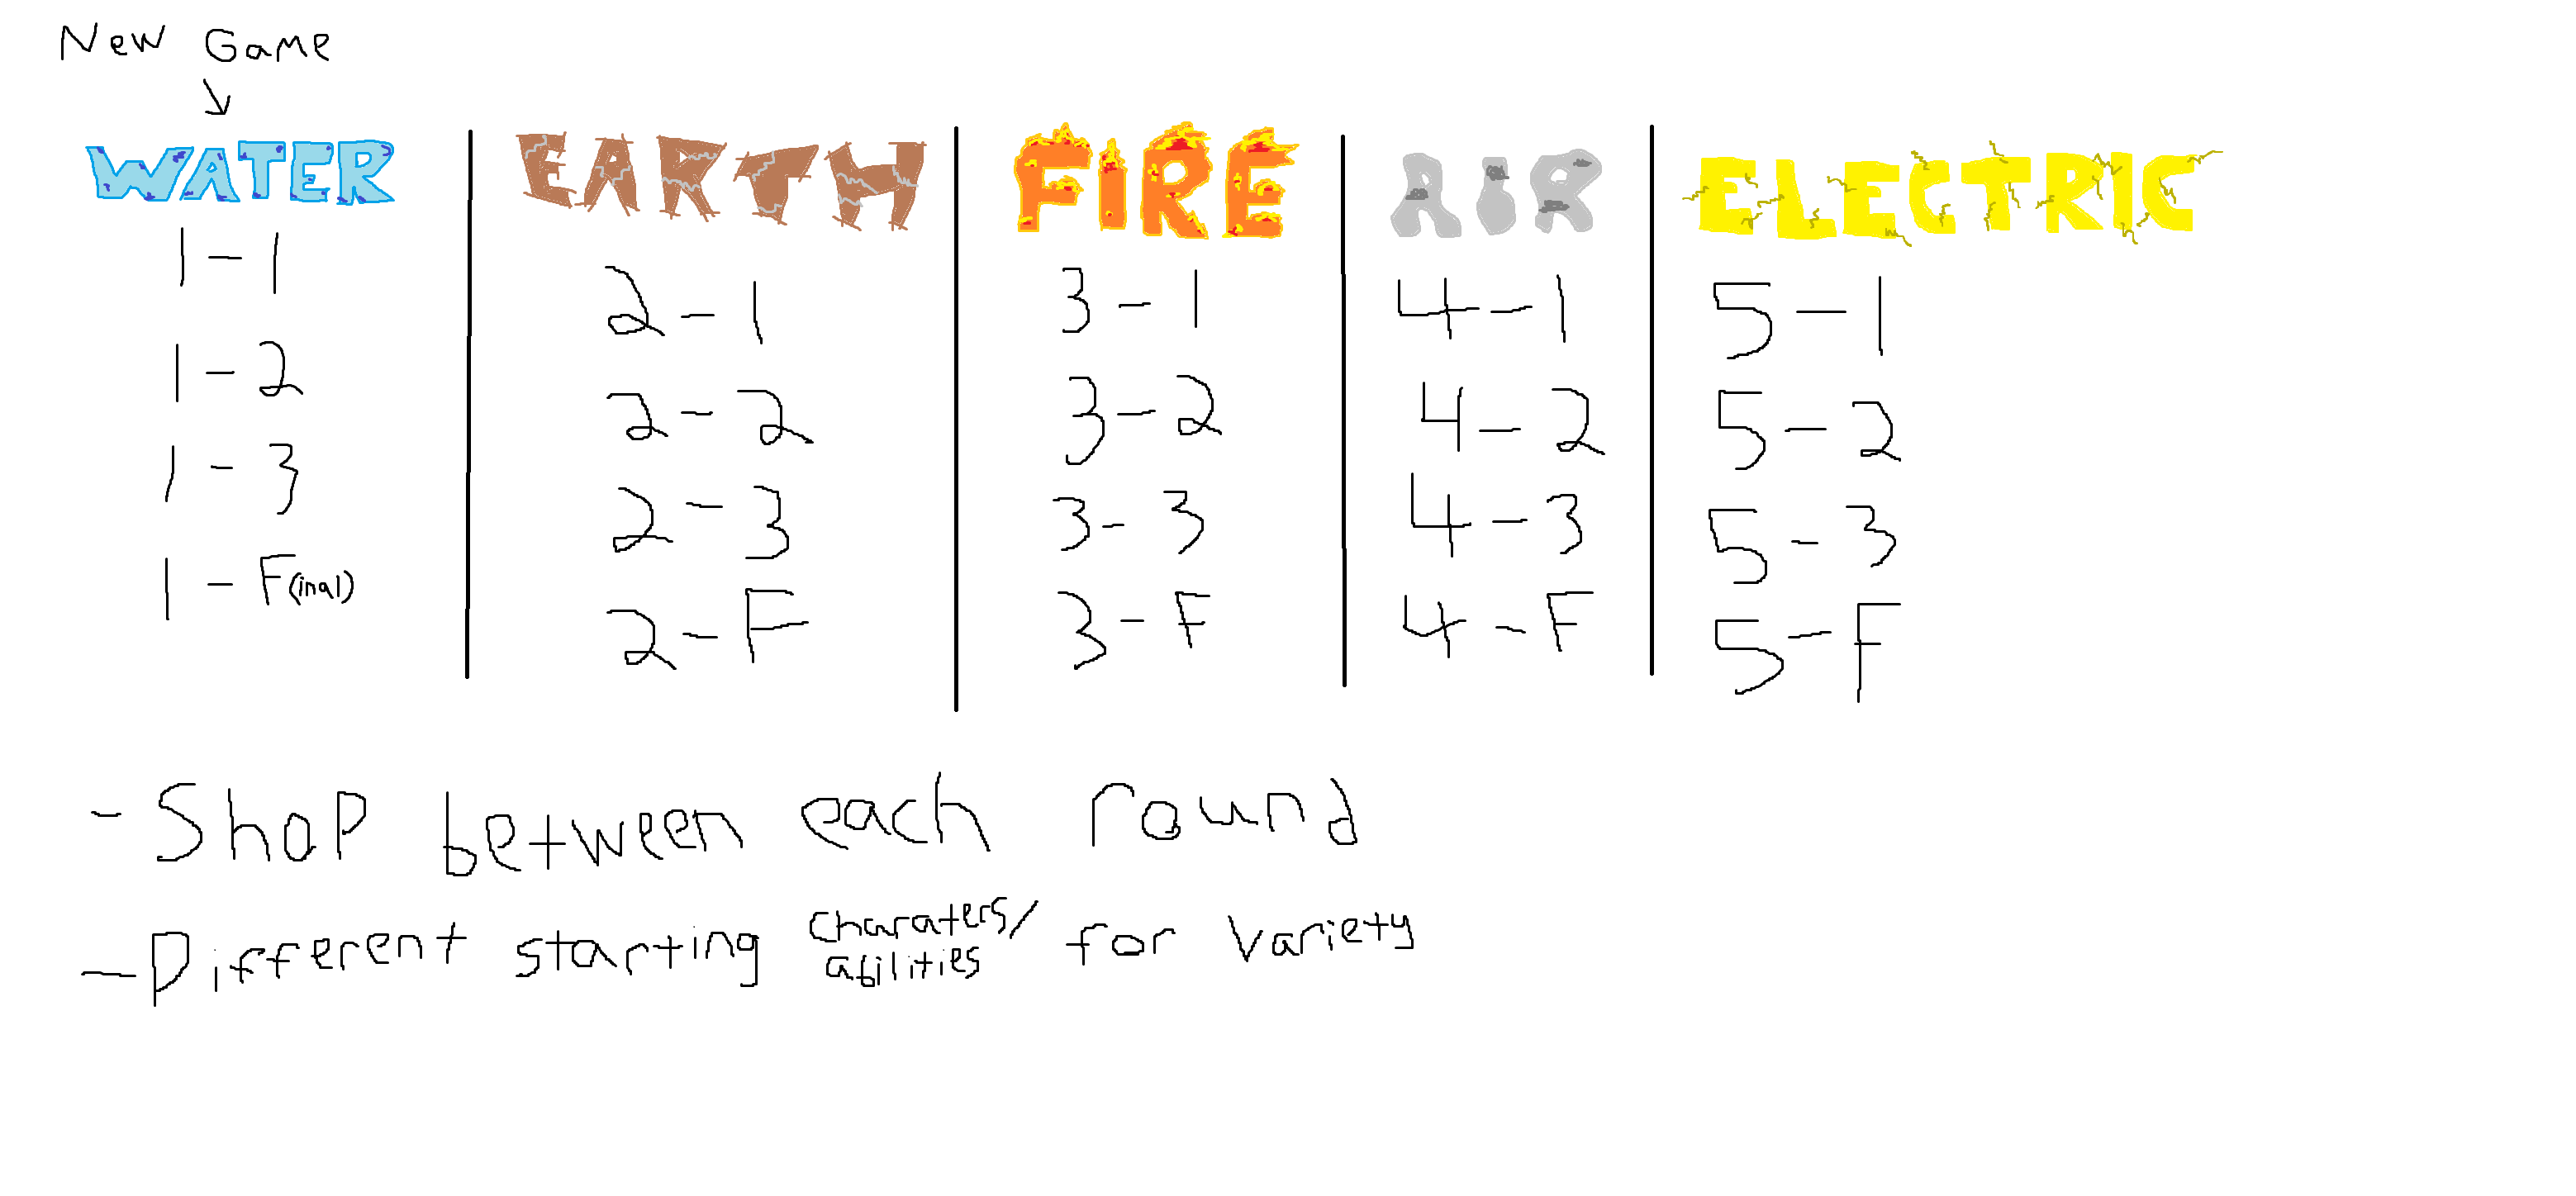 New Game
WATER
1-1
1-2
1-3
1-F(inal)
EARTH
2-1
2-2
2-3
2-F
FIRE
3-1
3-2
3-3
3-F
AIR
4-1
4-2
4-3
4-F
ELECTRIC
5-1
5-2
5-3
5-F
- Shop between each round
- Different starting charaters/abilities for variety